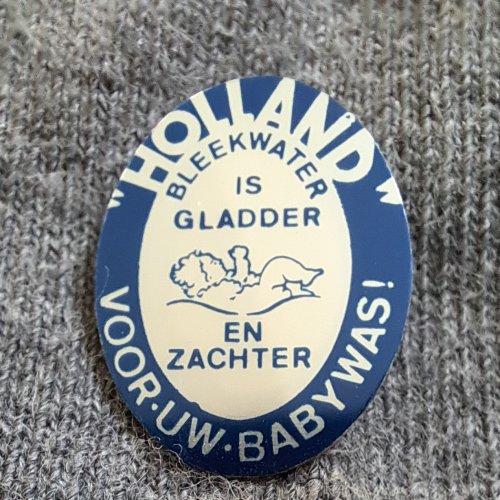 "HOLLAND"
BLEEKWATER
IS
GLADDER
EN
ZACHTER
VOOR·UW·BABYWAS!